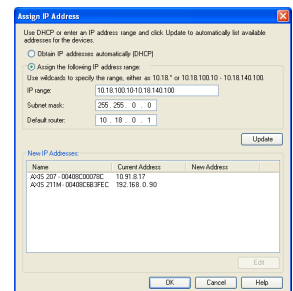 Assign IP Address
Use DHCP or enter an IP address range and click Update to automatically list available
addresses for the devices.
Obtain IP addresses automatically (DHCP)
Assign the following IP address range:
Use wildcards to specify the range, either as 10.18.* or 10.18.100.10 - 10.18.140.100.
IP range: 10.18.100.10-10.18.140.100
Subnet mask: 255 . 255 . 0 . 0
Default router: 10 . 18 . 0 . 1
Update
New IP Addresses:
Name Current Address New Address
AXIS 207 - 00408C00078C 10.91.8.17
AXIS 211M - 00408C6B3FEC 192.168.0.90
Edit
OK Cancel Help